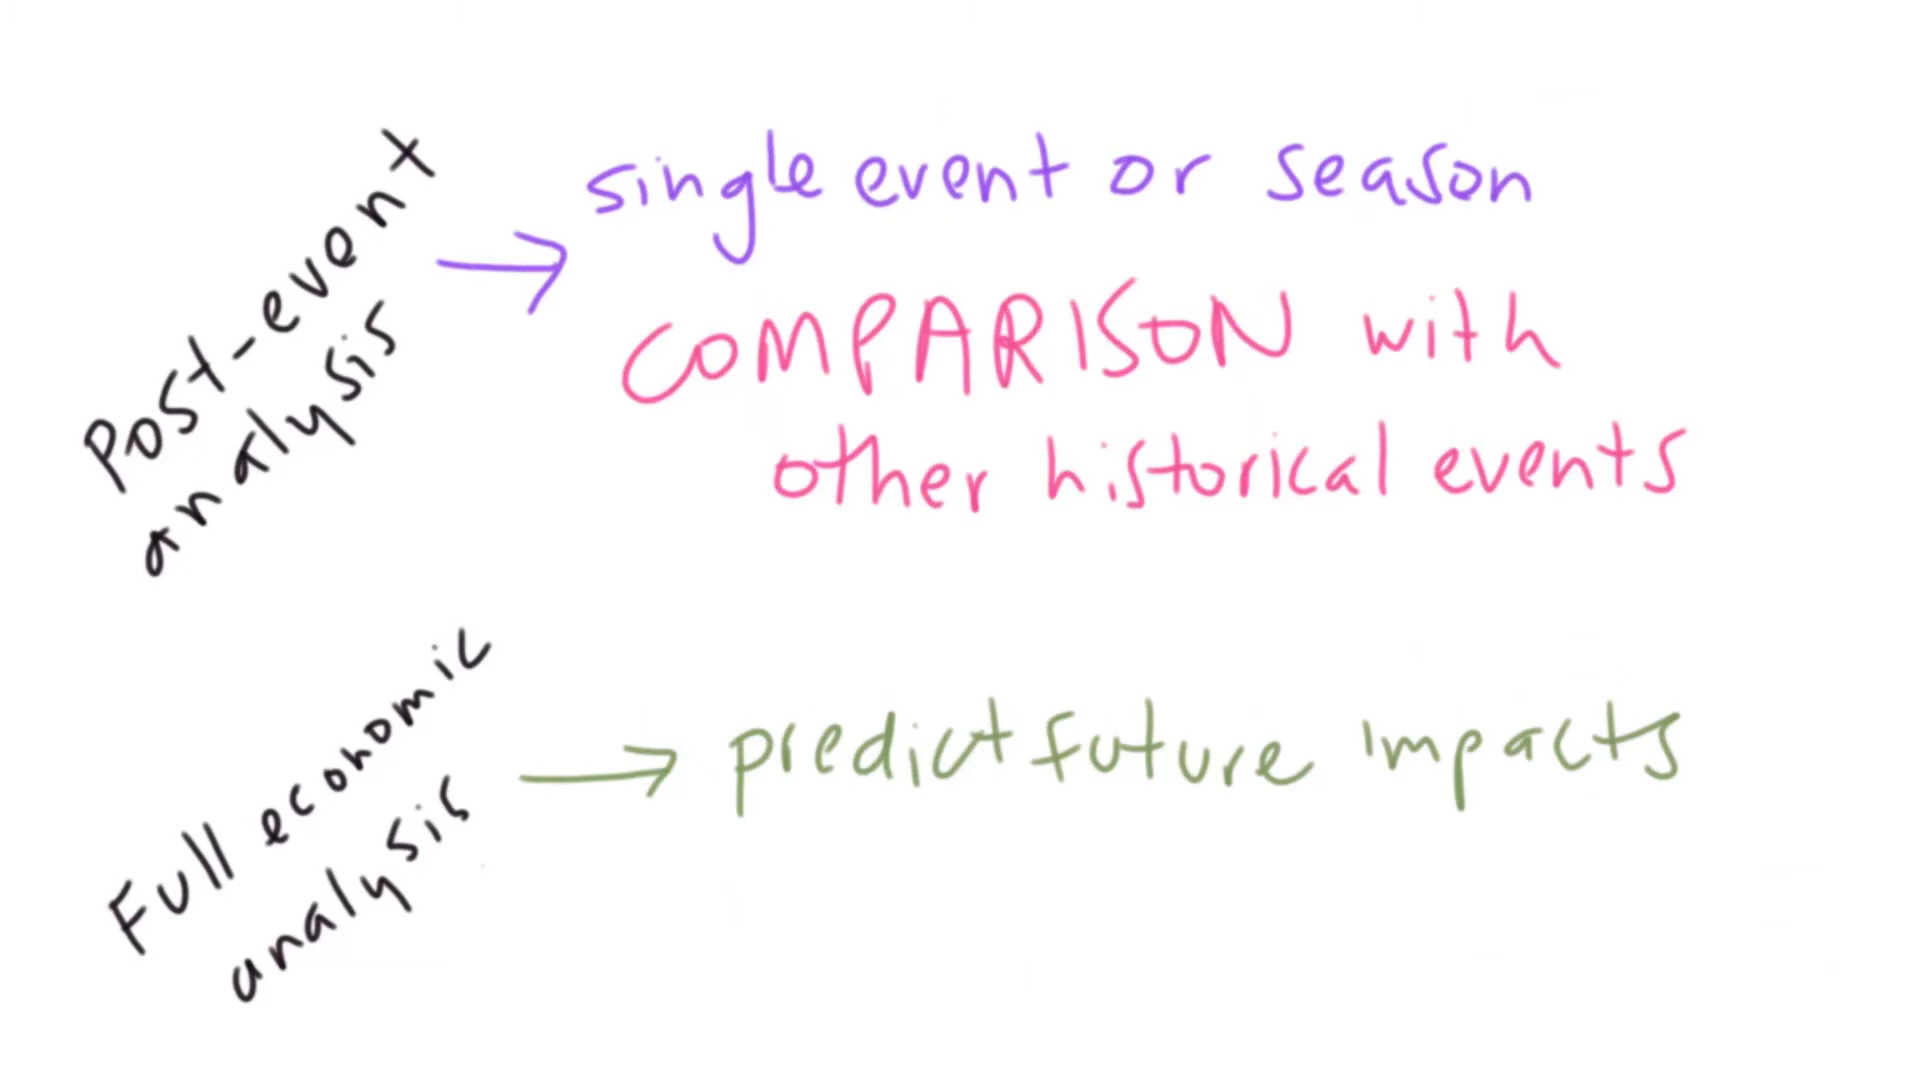 Post-event
analysis
single event or season
COMPARISON with
other historical events
Full economic
analysis
predict future impacts